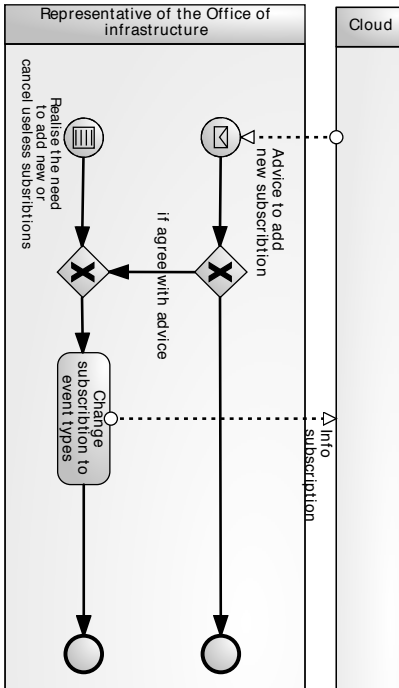 Representative of the Office of
infrastructure
Cloud
Advice to add
new subscribtion
Realise the need
to add new or
cancel useless subsribtions
if agree with advice
Change
subscribtion to
event types
Info
subscription